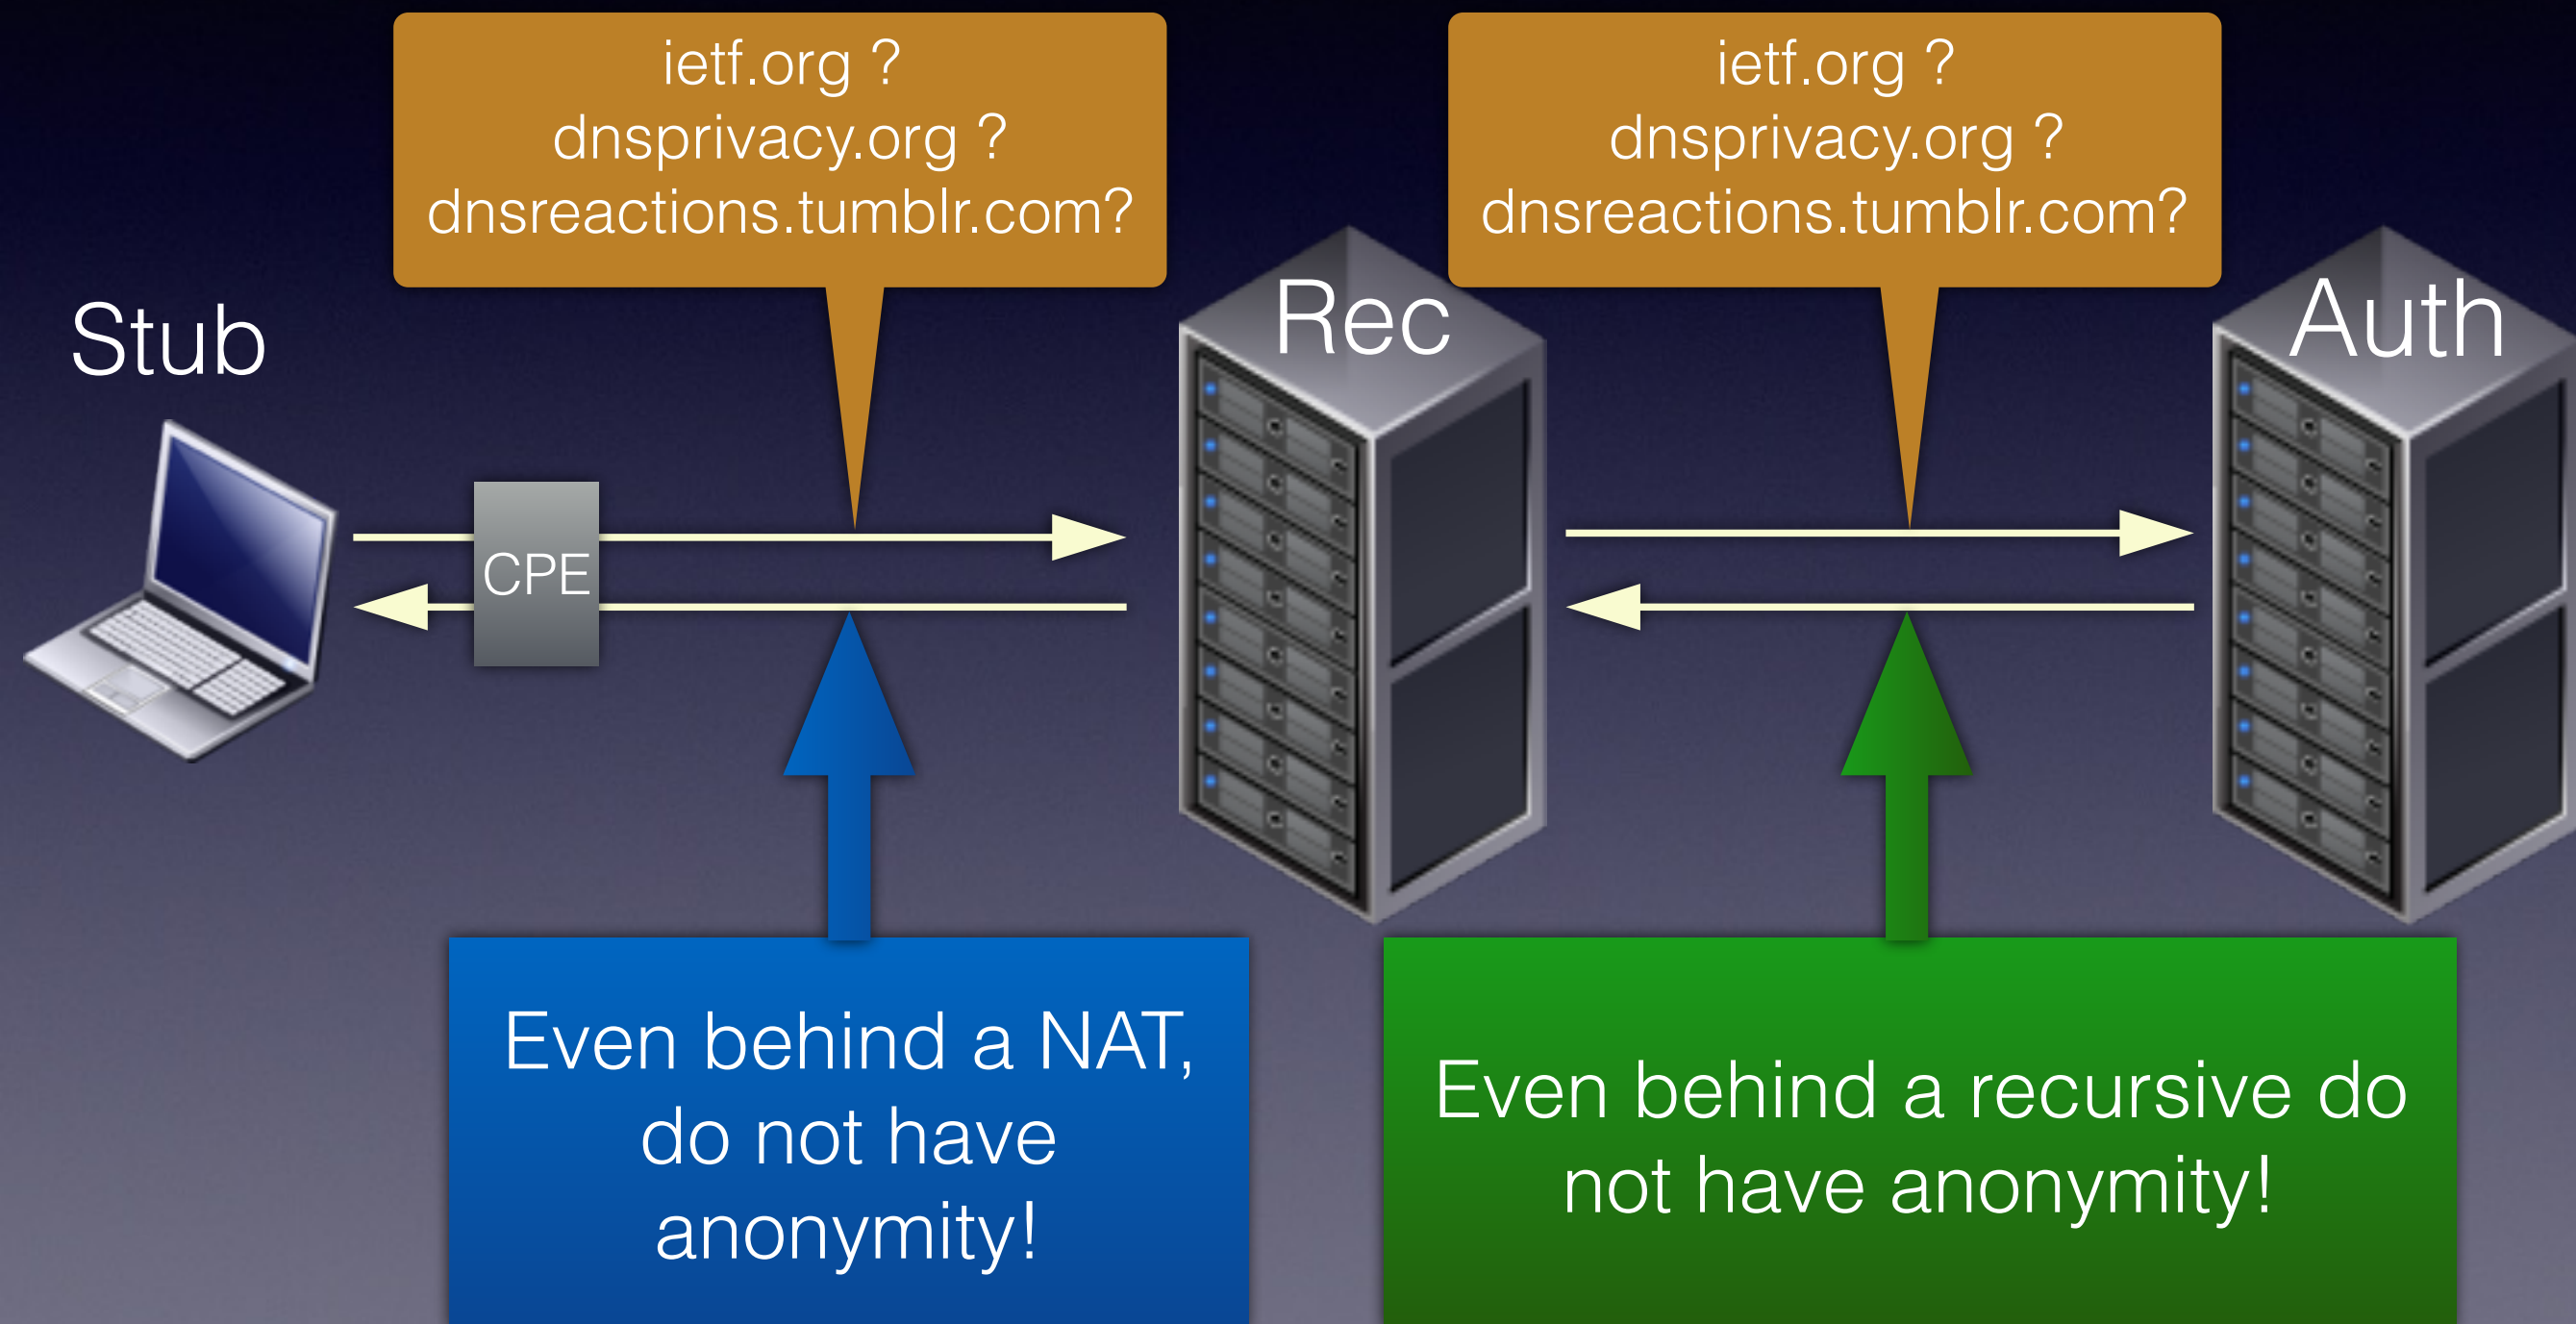 ietf.org ?
dnsprivacy.org ?
dnsreactions.tumblr.com?
ietf.org ?
dnsprivacy.org ?
dnsreactions.tumblr.com?
Stub
Rec
Auth
CPE
Even behind a NAT,
do not have
anonymity!
Even behind a recursive do
not have anonymity!